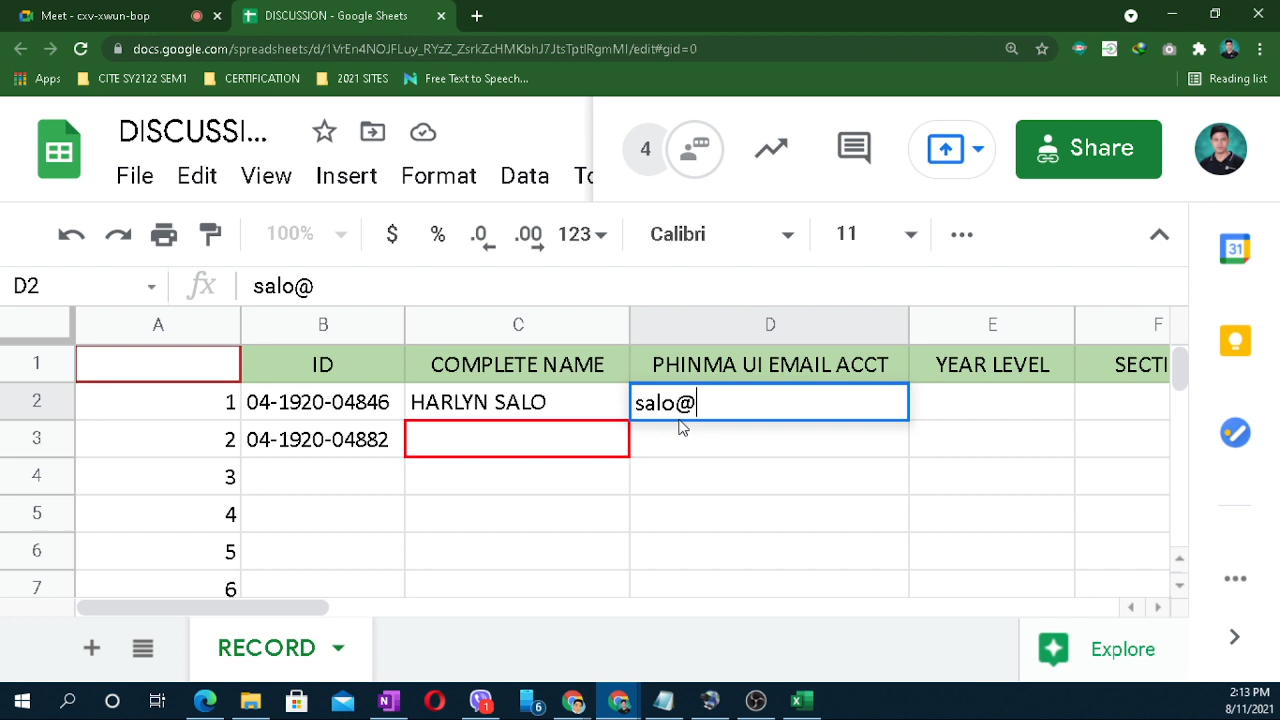 Meet - cxv-xwun-bop
DISCUSSION - Google Sheets
docs.google.com/spreadsheets/d/1VrEn4NOJFLuy_RYzZ_ZsrkZcHMKbhJ7JtsTptlRgmMI/edit#gid=0
Apps
CITE SY2122 SEM1
CERTIFICATION
2021 SITES
Free Text to Speech...
Reading list
DISCUSSI...
4
Share
File Edit View Insert Format Data To
100% $ % .0 .00 123 Calibri 11
31
D2 fx salo@
A B C D E F
1 ID COMPLETE NAME PHINMA UI EMAIL ACCT YEAR LEVEL SECTI
2 1 04-1920-04846 HARLYN SALO salo@
3 2 04-1920-04882
4 3
5 4
6 5
7 6
RECORD
Explore
1
6
2:13 PM
8/11/2021